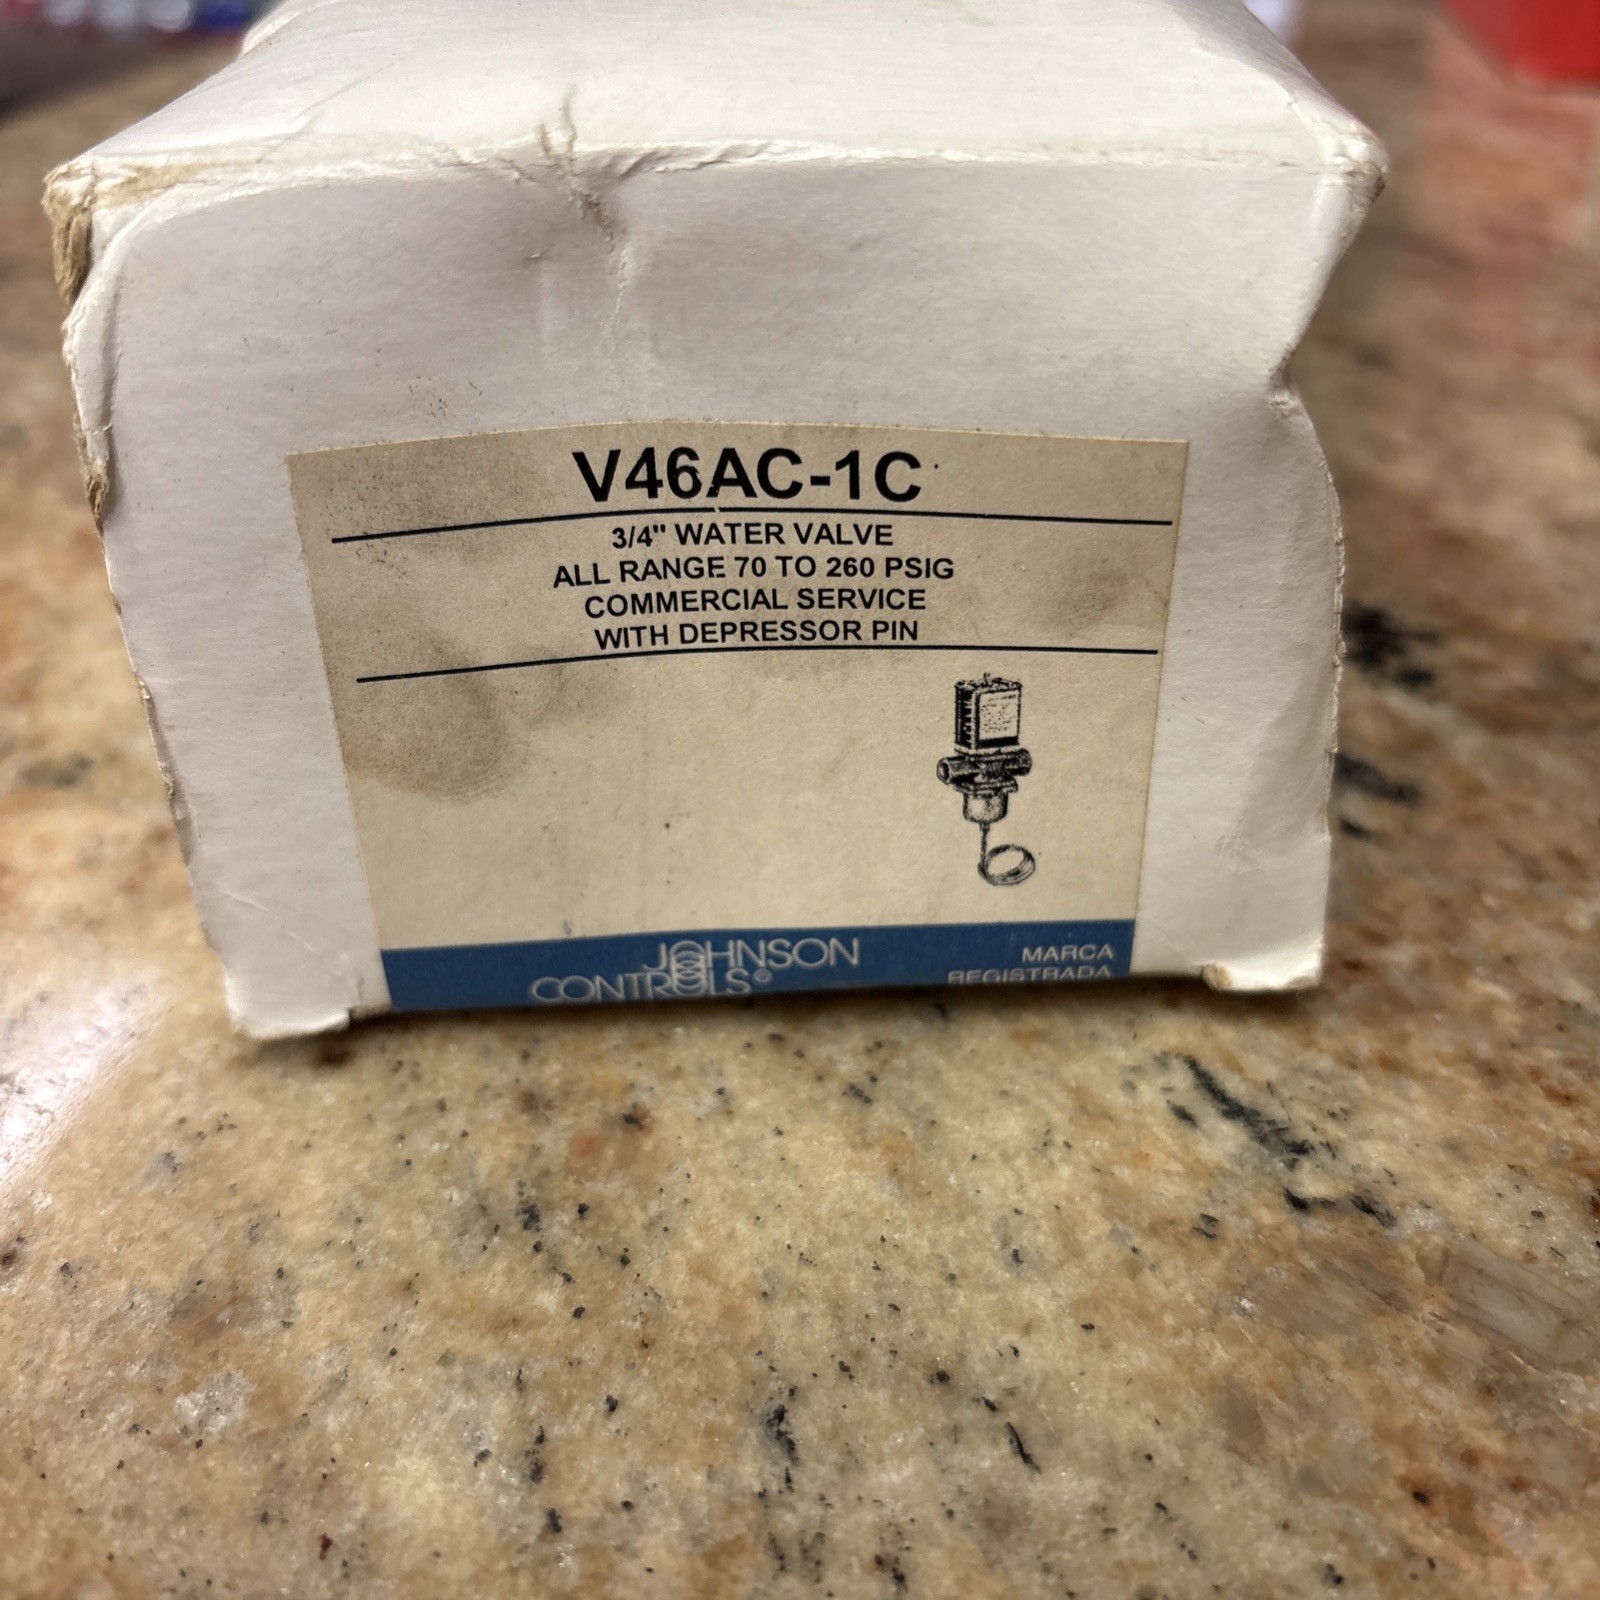 V46AC-1C
3/4" WATER VALVE
ALL RANGE 70 TO 260 PSIG
COMMERCIAL SERVICE
WITH DEPRESSOR PIN
JOHNSON
CONTROLS©
MARCA
REGISTRADA